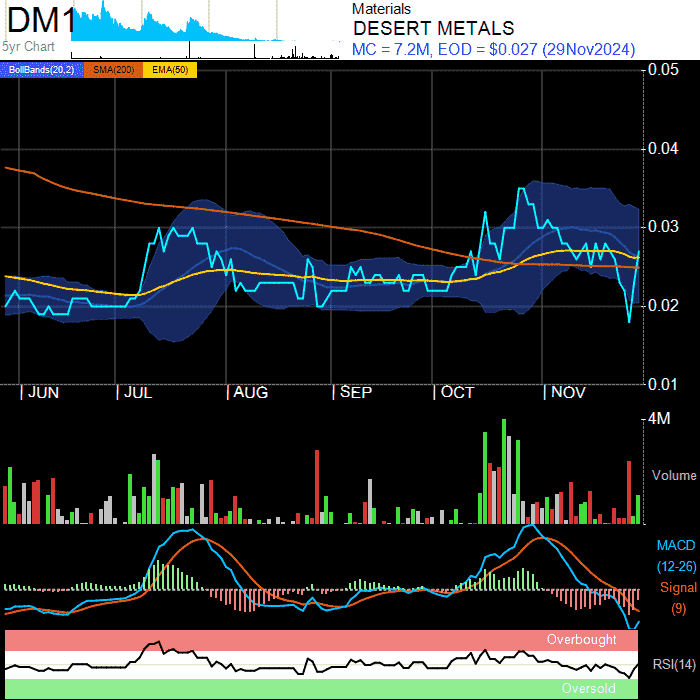 DM1
5yr Chart
Materials
DESERT METALS
MC = 7.2M, EOD = $0.027 (29Nov2024)
BollBands(20,2) SMA(200) EMA(50)
0.05
0.04
0.03
0.02
0.01
JUN JUL AUG SEP OCT NOV
4M
Volume
MACD
(12-26)
Signal
(9)
Overbought
RSI(14)
Oversold